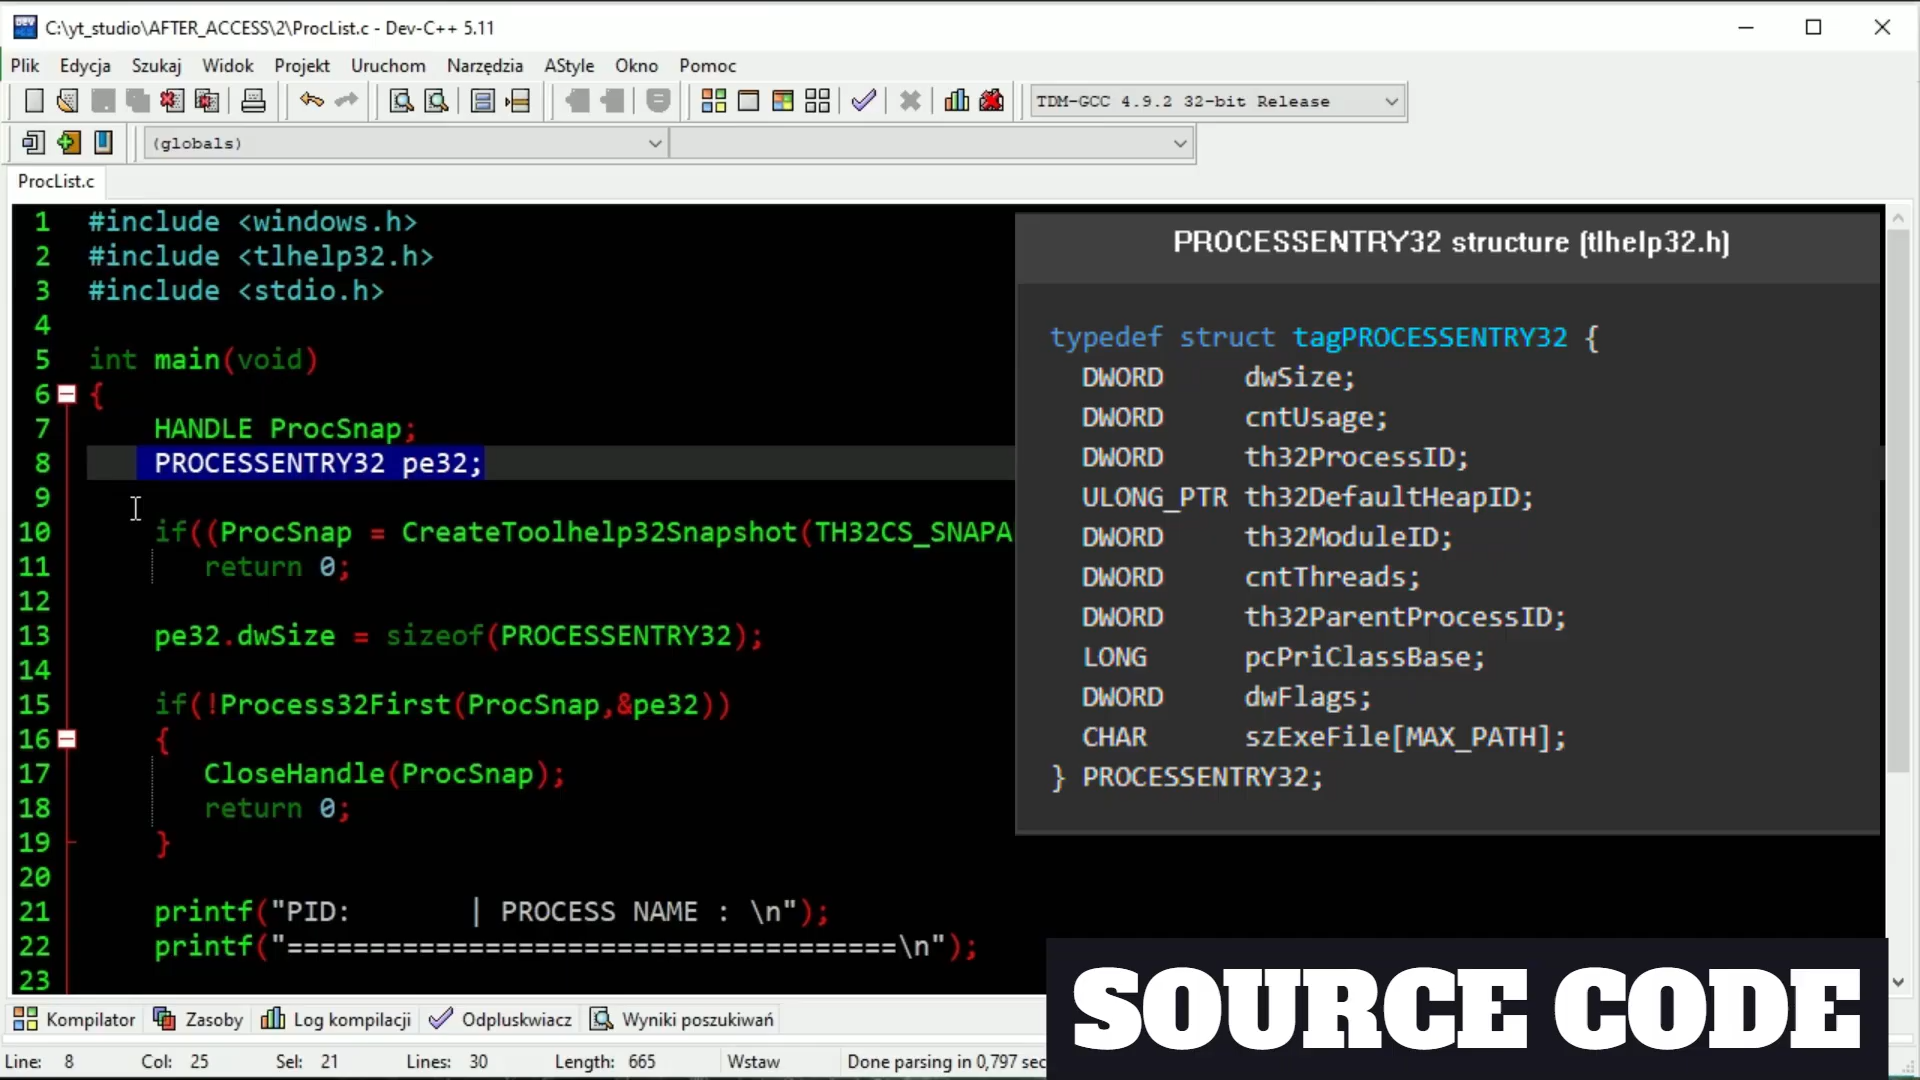 C:\yt_studio\AFTER_ACCESS\2\ProcList.c - Dev-C++ 5.11
Plik Edycja Szukaj Widok Projekt Uruchom Narzędzia AStyle Okno Pomoc
TDM-GCC 4.9.2 32-bit Release
(globals)
ProcList.c
1 #include <windows.h>
2 #include <tlhelp32.h>
3 #include <stdio.h>
4
5 int main(void)
6 {
7 HANDLE ProcSnap;
8 PROCESSENTRY32 pe32;
9
10 if((ProcSnap = CreateToolhelp32Snapshot(TH32CS_SNAPA
11 return 0;
12
13 pe32.dwSize = sizeof(PROCESSENTRY32);
14
15 if(!Process32First(ProcSnap,&pe32))
16 {
17 CloseHandle(ProcSnap);
18 return 0;
19 }
20
21 printf("PID:        | PROCESS NAME : \n");
22 printf("=====================================\n");
23
PROCESSENTRY32 structure (tlhelp32.h)
typedef struct tagPROCESSENTRY32 {
DWORD dwSize;
DWORD cntUsage;
DWORD th32ProcessID;
ULONG_PTR th32DefaultHeapID;
DWORD th32ModuleID;
DWORD cntThreads;
DWORD th32ParentProcessID;
LONG pcPriClassBase;
DWORD dwFlags;
CHAR szExeFile[MAX_PATH];
} PROCESSENTRY32;
SOURCE CODE
Kompilator Zasoby Log kompilacji Odpluskwiacz Wyniki poszukiwań
Line: 8 Col: 25 Sel: 21 Lines: 30 Length: 665 Wstaw Done parsing in 0,797 sec